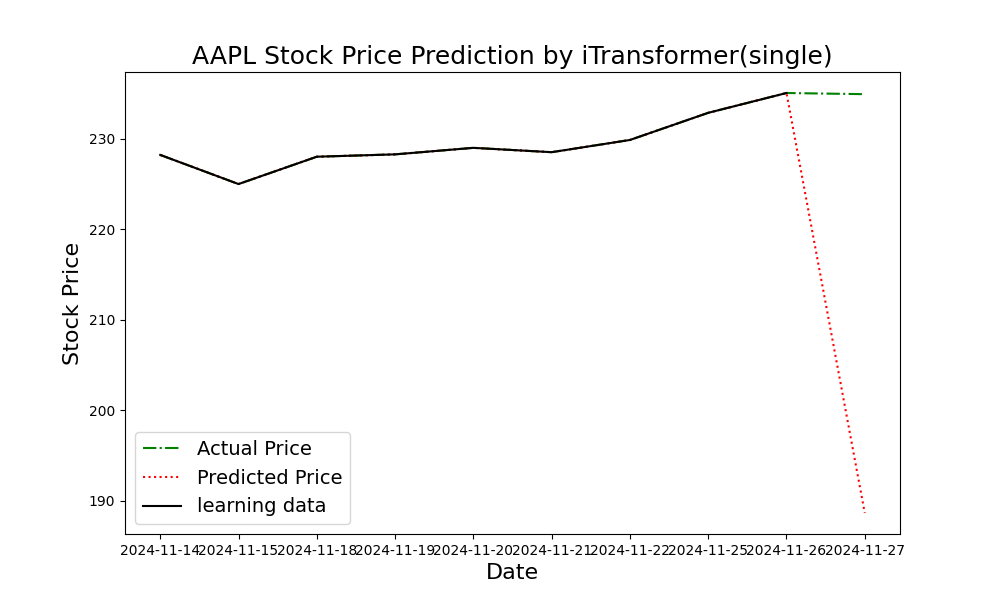 AAPL Stock Price Prediction by iTransformer(single)
230
220
210
200
190
Stock Price
Actual Price
Predicted Price
learning data
2024-11-14 2024-11-15 2024-11-18 2024-11-19 2024-11-20 2024-11-21 2024-11-22 2024-11-25 2024-11-26 2024-11-27
Date